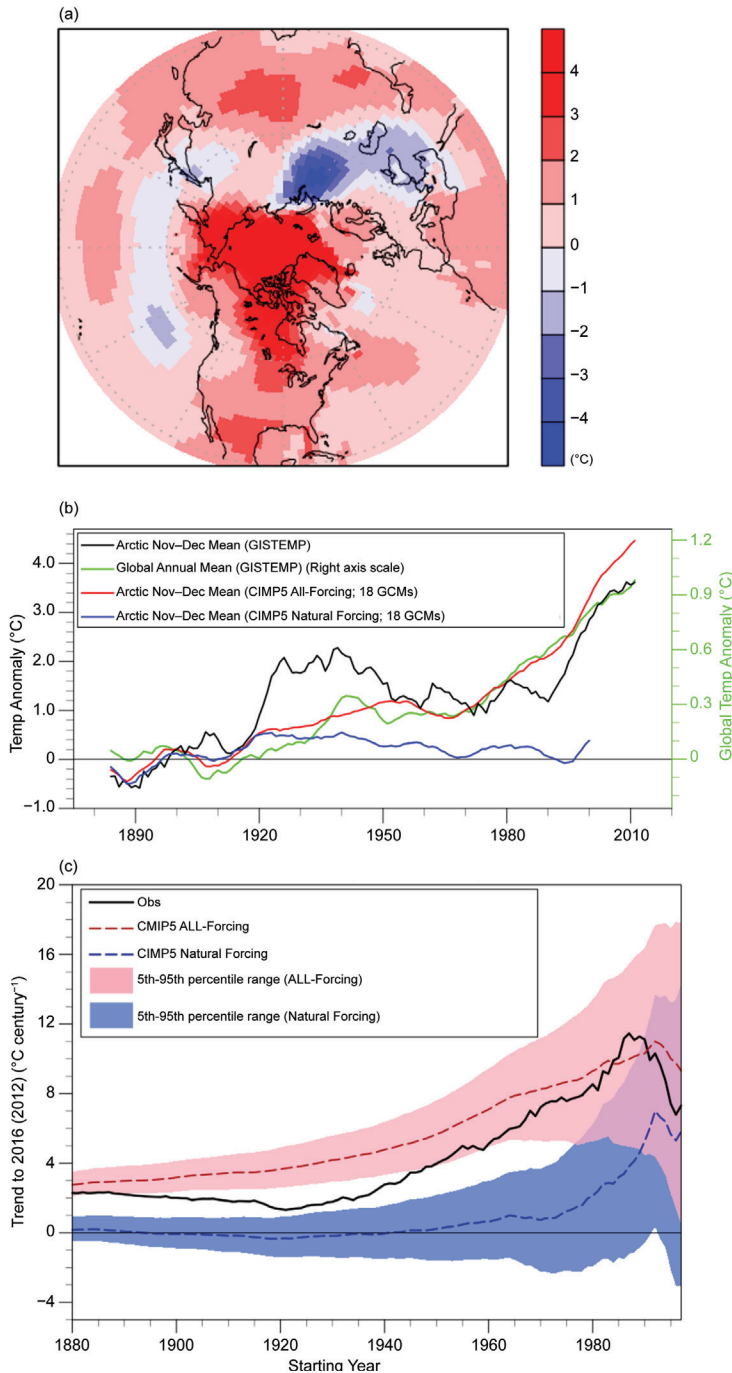 (a)
4
3
2
1
0
−1
−2
−3
−4
(°C)
(b)
Arctic Nov–Dec Mean (GISTEMP)
Global Annual Mean (GISTEMP) (Right axis scale)
Arctic Nov–Dec Mean (CIMP5 All-Forcing; 18 GCMs)
Arctic Nov–Dec Mean (CIMP5 Natural Forcing; 18 GCMs)
4.0
3.0
2.0
1.0
0
−1.0
Temp Anomaly (°C)
1.2
0.9
0.6
0.3
0
Global Temp Anomaly (°C)
1890
1920
1950
1980
2010
(c)
Obs
CMIP5 ALL-Forcing
CIMP5 Natural Forcing
5th-95th percentile range (ALL-Forcing)
5th-95th percentile range (Natural Forcing)
20
16
12
8
4
0
−4
Trend to 2016 (2012) (°C century⁻¹)
1880
1900
1920
1940
1960
1980
Starting Year